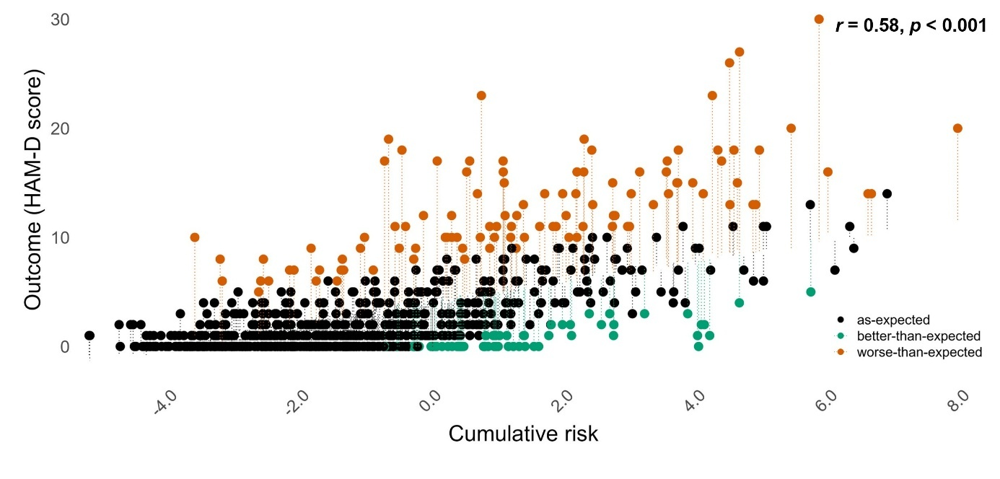 30
r = 0.58, p < 0.001
20
10
0
Outcome (HAM-D score)
as-expected
better-than-expected
worse-than-expected
-4.0 -2.0 0.0 2.0 4.0 6.0 8.0
Cumulative risk